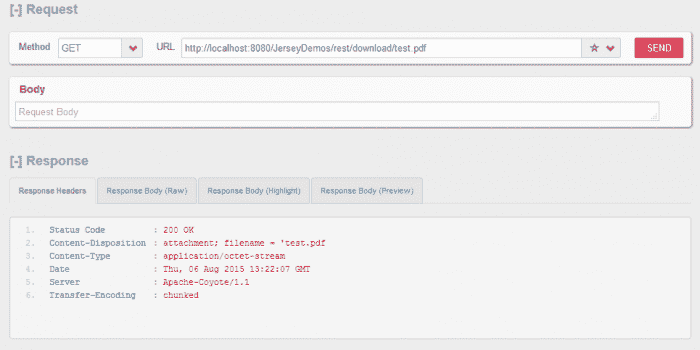 [-] Request
Method GET URL http://localhost:8080/JerseyDemos/rest/download/test.pdf SEND
Body
Request Body
[-] Response
Response Headers Response Body (Raw) Response Body (Highlight) Response Body (Preview)
1. Status Code : 200 OK
2. Content-Disposition : attachment; filename = 'test.pdf
3. Content-Type : application/octet-stream
4. Date : Thu, 06 Aug 2015 13:22:07 GMT
5. Server : Apache-Coyote/1.1
6. Transfer-Encoding : chunked